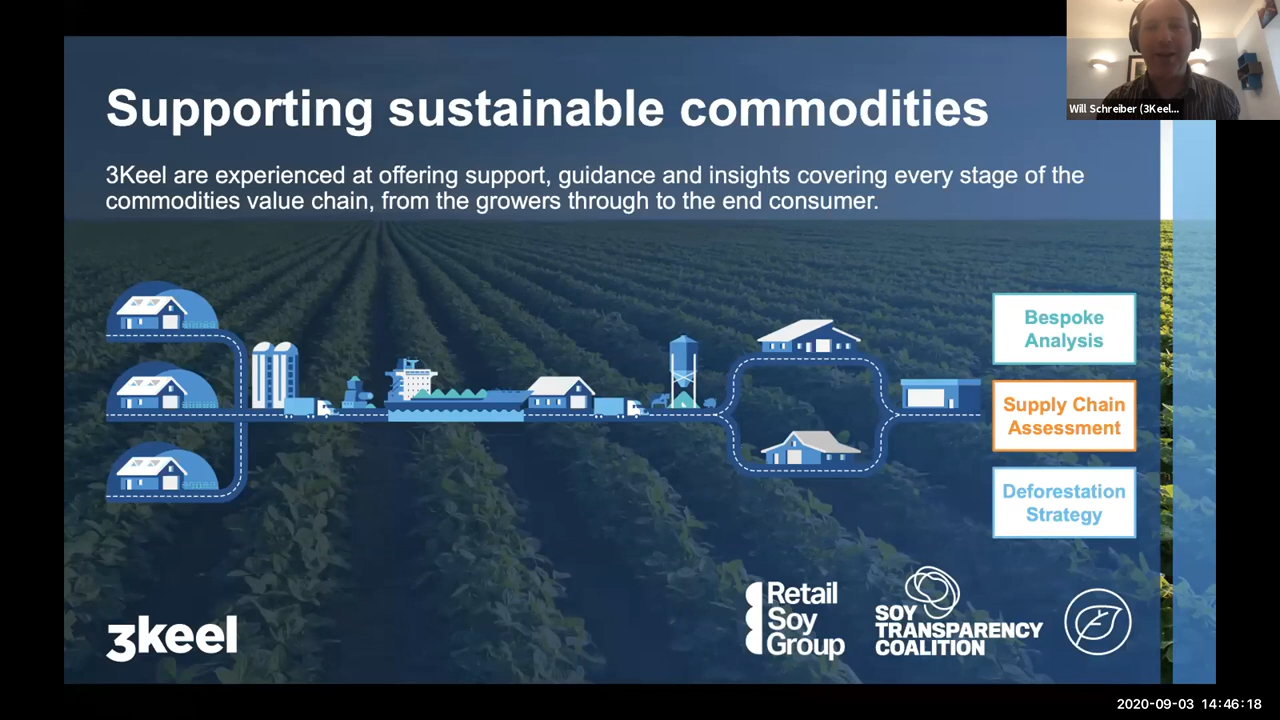 Supporting sustainable commodities
Will Schreiber (3Keel...
3Keel are experienced at offering support, guidance and insights covering every stage of the
commodities value chain, from the growers through to the end consumer.
Bespoke
Analysis
Supply Chain
Assessment
Deforestation
Strategy
3keel
Retail
Soy
Group
SOY
TRANSPARENCY
COALITION
2020-09-03 14:46:18